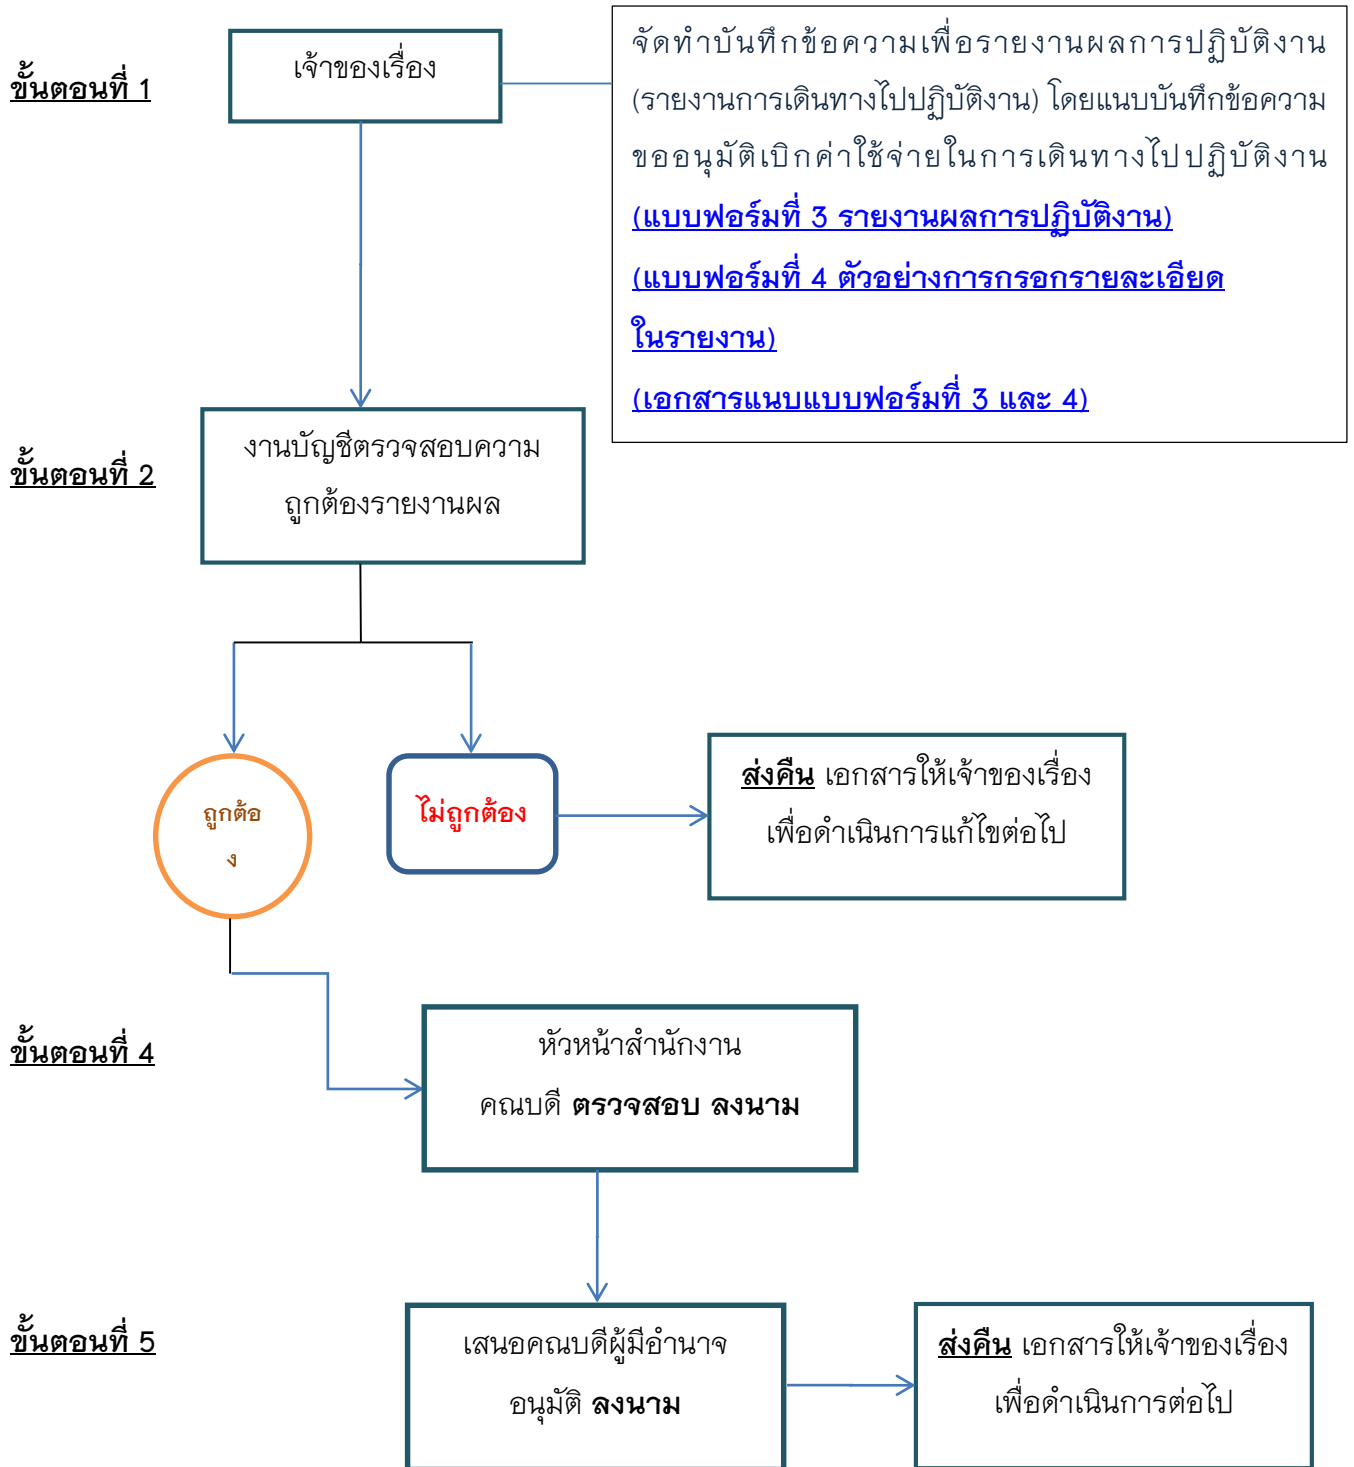 ขั้นตอนที่ 1
เจ้าของเรื่อง
จัดทำบันทึกข้อความเพื่อรายงานผลการปฏิบัติงาน
(รายงานการเดินทางไปปฏิบัติงาน) โดยแนบบันทึกข้อความ
ขออนุมัติเบิกค่าใช้จ่ายในการเดินทางไปปฏิบัติงาน
(แบบฟอร์มที่ 3 รายงานผลการปฏิบัติงาน)
(แบบฟอร์มที่ 4 ตัวอย่างการกรอกรายละเอียด
ในรายงาน)
(เอกสารแนบแบบฟอร์มที่ 3 และ 4)
ขั้นตอนที่ 2
งานบัญชีตรวจสอบความ
ถูกต้องรายงานผล
ถูกต้อ
ง
ไม่ถูกต้อง
ส่งคืน เอกสารให้เจ้าของเรื่อง
เพื่อดำเนินการแก้ไขต่อไป
ขั้นตอนที่ 4
หัวหน้าสำนักงาน
คณบดี ตรวจสอบ ลงนาม
ขั้นตอนที่ 5
เสนอคณบดีผู้มีอำนาจ
อนุมัติ ลงนาม
ส่งคืน เอกสารให้เจ้าของเรื่อง
เพื่อดำเนินการต่อไป